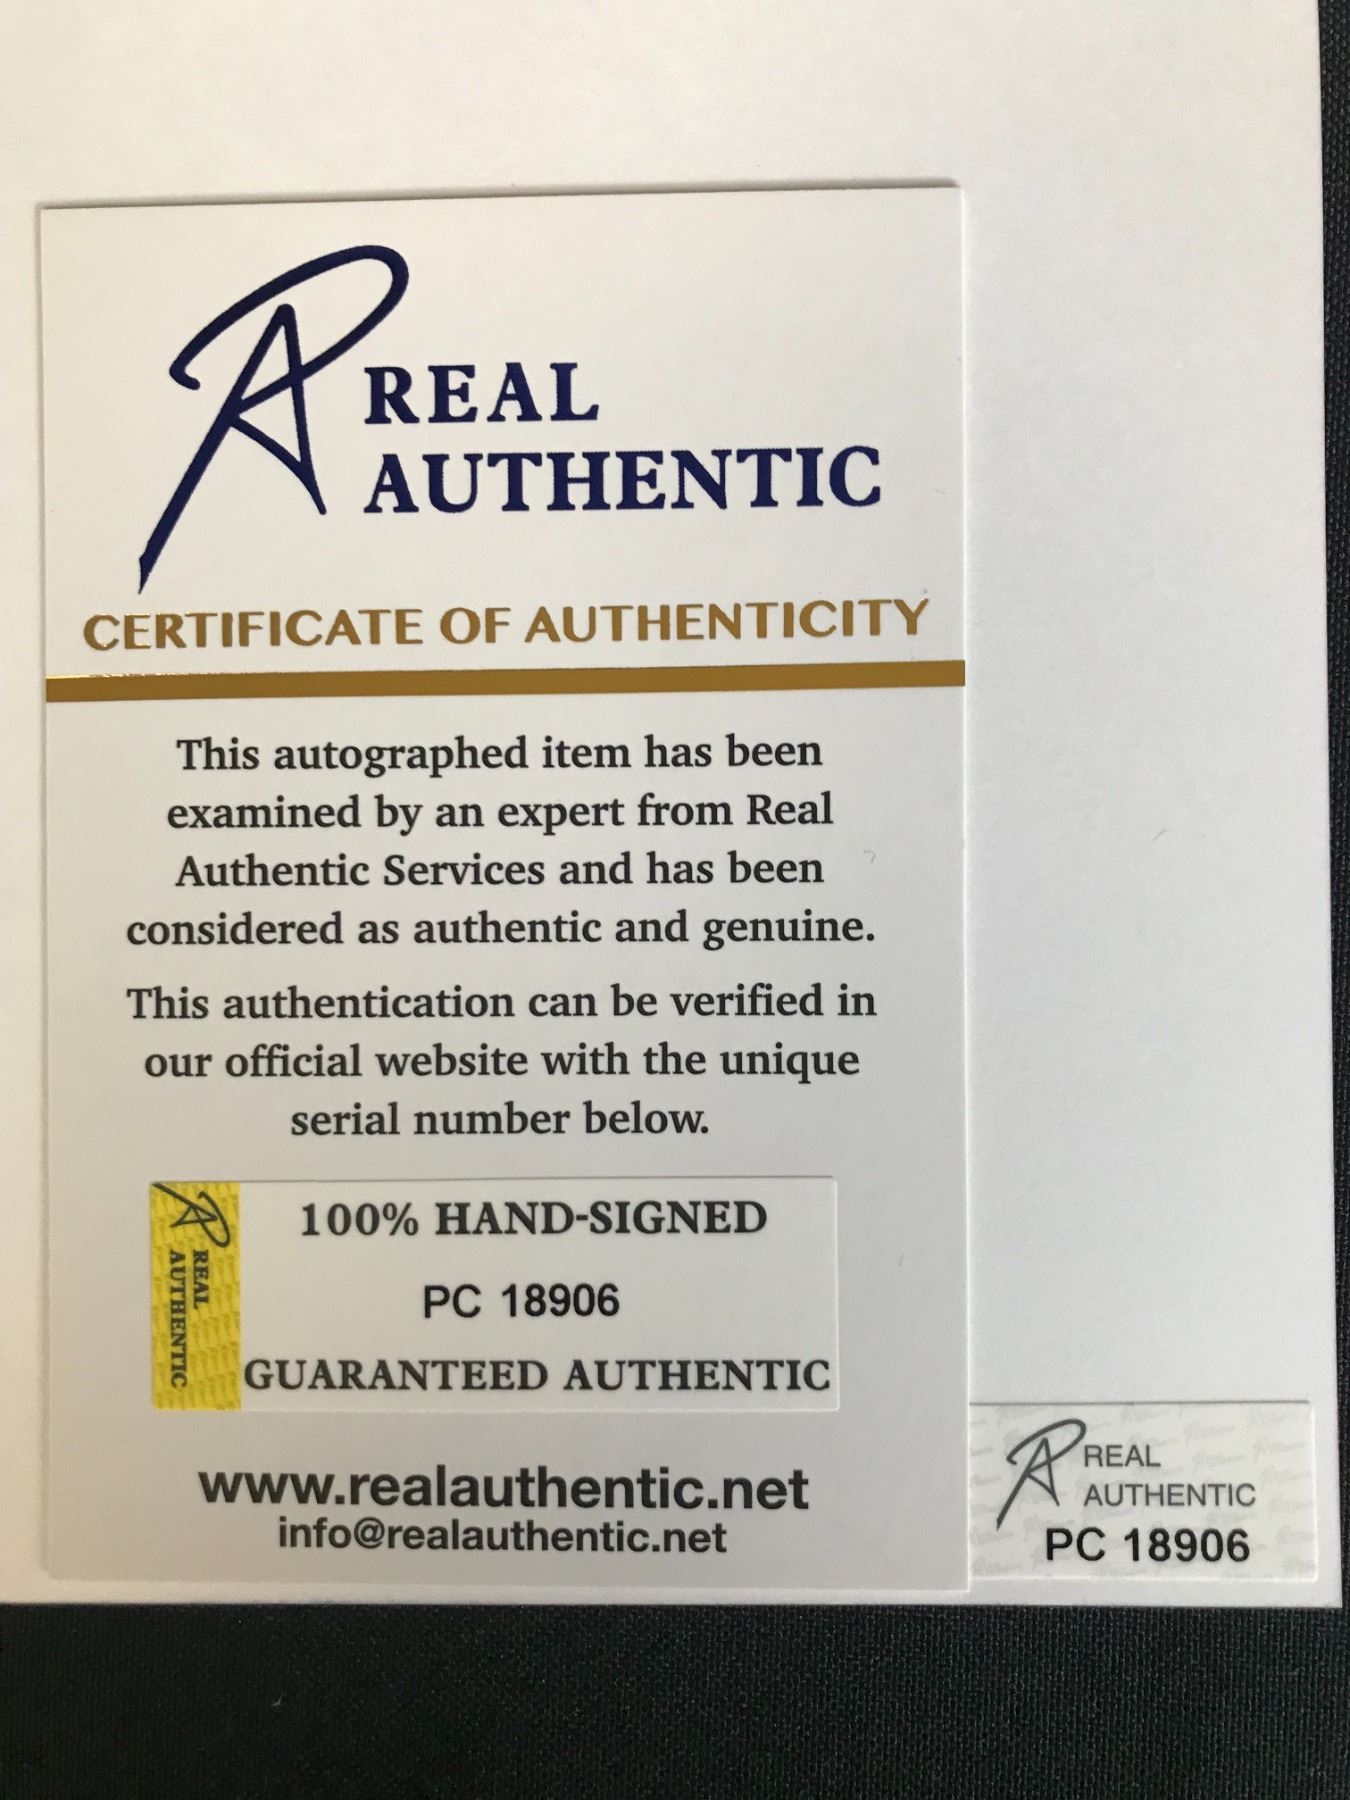 REAL
AUTHENTIC
CERTIFICATE OF AUTHENTICITY
This autographed item has been
examined by an expert from Real
Authentic Services and has been
considered as authentic and genuine.
This authentication can be verified in
our official website with the unique
serial number below.
REAL
AUTHENTIC
100% HAND-SIGNED
PC 18906
GUARANTEED AUTHENTIC
www.realauthentic.net
info@realauthentic.net
REAL
AUTHENTIC
PC 18906